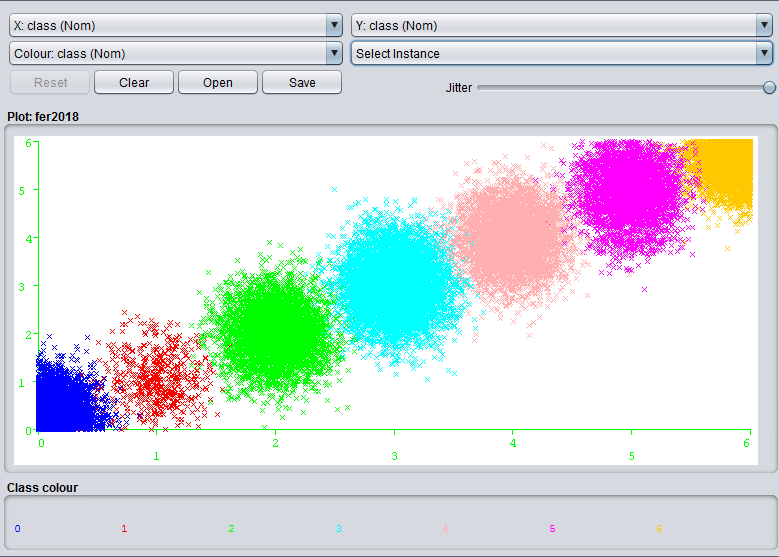 X: class (Nom) Y: class (Nom)
Colour: class (Nom) Select Instance
Reset Clear Open Save Jitter
Plot: fer2018
6
5
4
3
2
1
0
0 1 2 3 4 5 6
Class colour
0 1 2 3 4 5 6